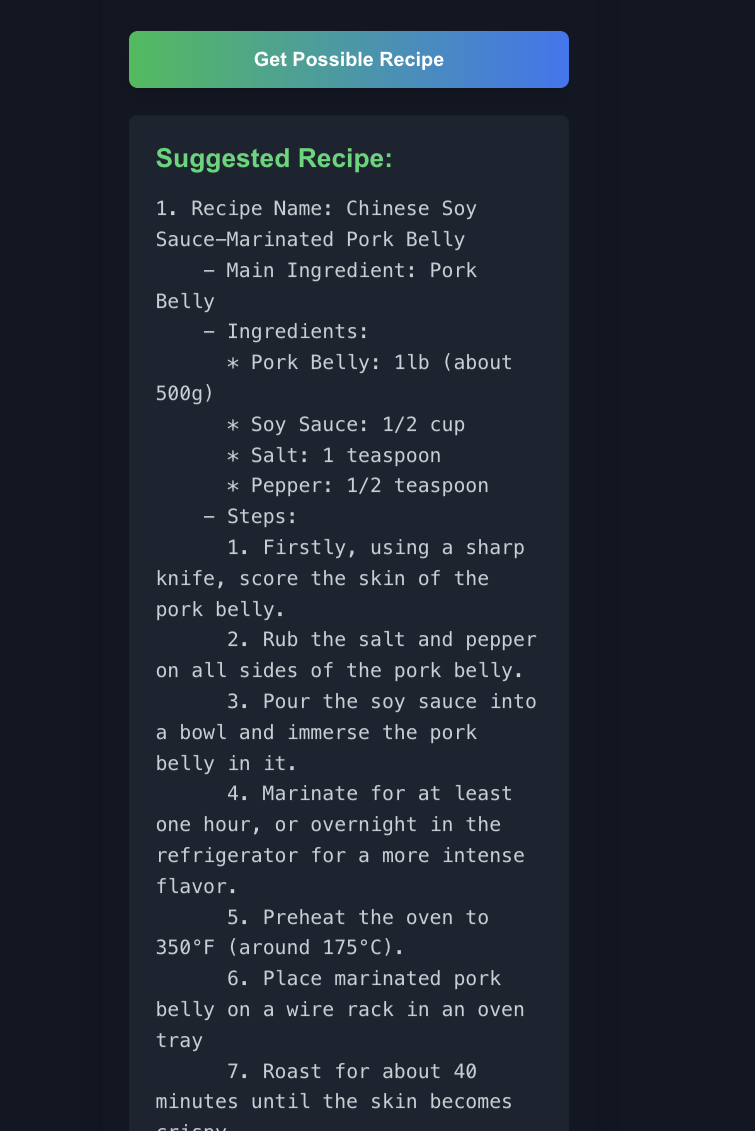 Get Possible Recipe
Suggested Recipe:
1. Recipe Name: Chinese Soy
Sauce-Marinated Pork Belly
- Main Ingredient: Pork
Belly
- Ingredients:
* Pork Belly: 1lb (about
500g)
* Soy Sauce: 1/2 cup
* Salt: 1 teaspoon
* Pepper: 1/2 teaspoon
- Steps:
1. Firstly, using a sharp
knife, score the skin of the
pork belly.
2. Rub the salt and pepper
on all sides of the pork belly.
3. Pour the soy sauce into
a bowl and immerse the pork
belly in it.
4. Marinate for at least
one hour, or overnight in the
refrigerator for a more intense
flavor.
5. Preheat the oven to
350°F (around 175°C).
6. Place marinated pork
belly on a wire rack in an oven
tray
7. Roast for about 40
minutes until the skin becomes
crispy